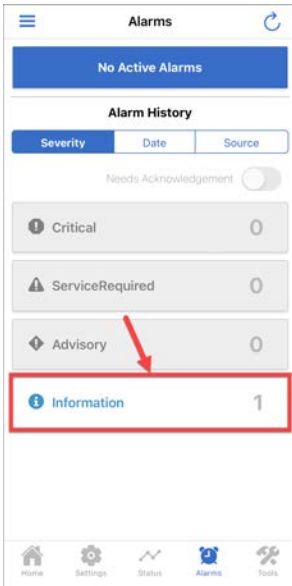 Alarms
No Active Alarms
Alarm History
Severity Date Source
Needs Acknowledgement
Critical 0
ServiceRequired 0
Advisory 0
Information 1
Home Settings Status Alarms Tools